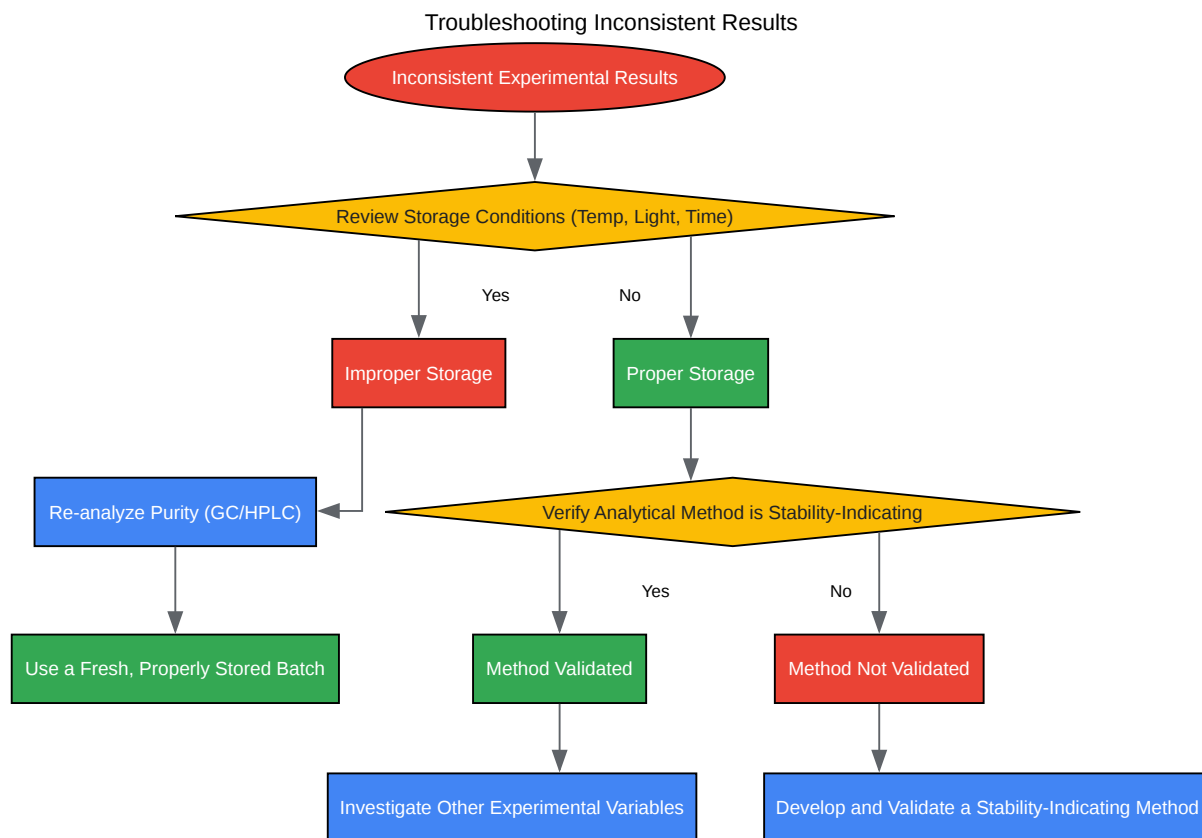 Troubleshooting Inconsistent Results
Inconsistent Experimental Results
Review Storage Conditions (Temp, Light, Time)
Yes
No
Improper Storage
Proper Storage
Re-analyze Purity (GC/HPLC)
Verify Analytical Method is Stability-Indicating
Yes
No
Use a Fresh, Properly Stored Batch
Method Validated
Method Not Validated
Investigate Other Experimental Variables
Develop and Validate a Stability-Indicating Method